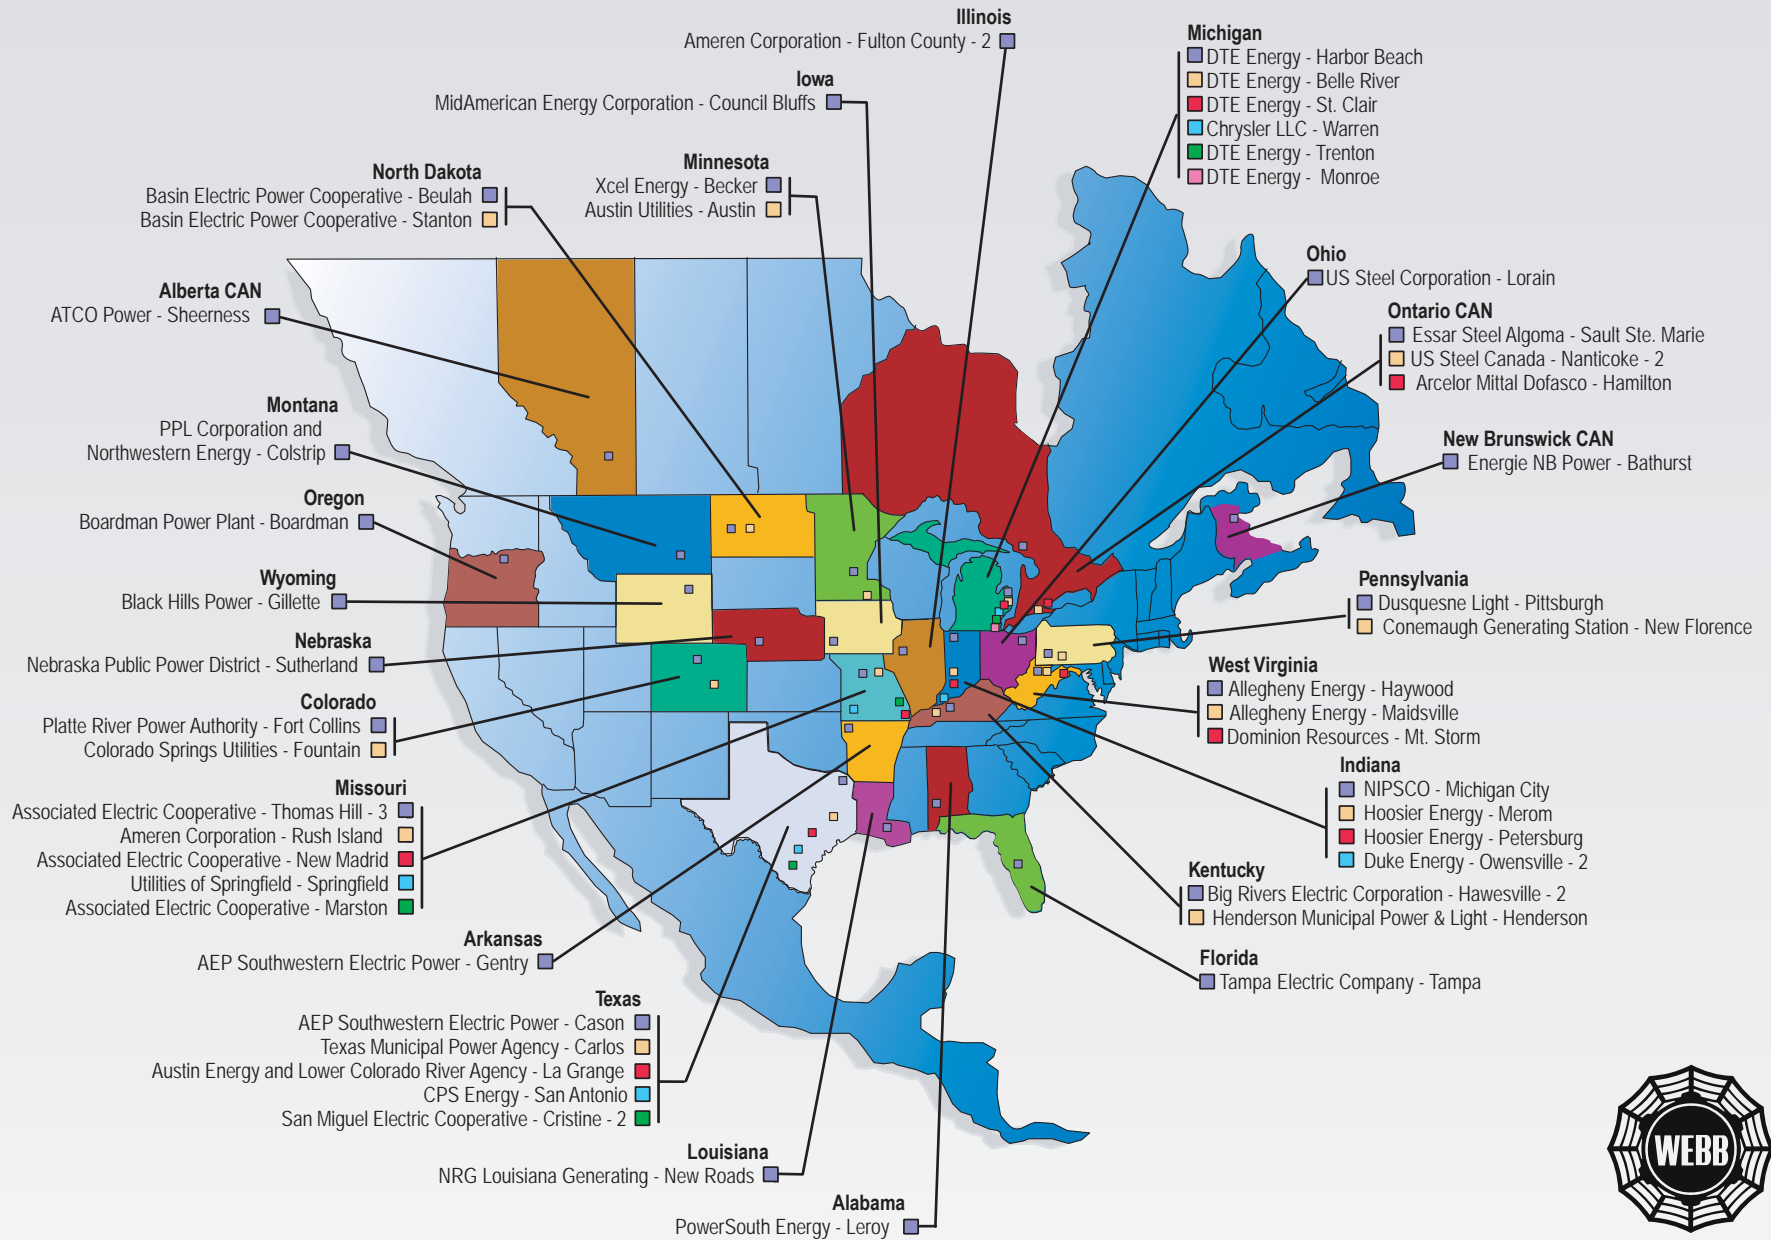 Illinois
Ameren Corporation - Fulton County - 2
Iowa
MidAmerican Energy Corporation - Council Bluffs
Minnesota
Xcel Energy - Becker
Austin Utilities - Austin
North Dakota
Basin Electric Power Cooperative - Beulah
Basin Electric Power Cooperative - Stanton
Alberta CAN
ATCO Power - Sheerness
Montana
PPL Corporation and
Northwestern Energy - Colstrip
Oregon
Boardman Power Plant - Boardman
Wyoming
Black Hills Power - Gillette
Nebraska
Nebraska Public Power District - Sutherland
Colorado
Platte River Power Authority - Fort Collins
Colorado Springs Utilities - Fountain
Missouri
Associated Electric Cooperative - Thomas Hill - 3
Ameren Corporation - Rush Island
Associated Electric Cooperative - New Madrid
Utilities of Springfield - Springfield
Associated Electric Cooperative - Marston
Arkansas
AEP Southwestern Electric Power - Gentry
Texas
AEP Southwestern Electric Power - Cason
Texas Municipal Power Agency - Carlos
Austin Energy and Lower Colorado River Agency - La Grange
CPS Energy - San Antonio
San Miguel Electric Cooperative - Cristine - 2
Louisiana
NRG Louisiana Generating - New Roads
Alabama
PowerSouth Energy - Leroy
Michigan
DTE Energy - Harbor Beach
DTE Energy - Belle River
DTE Energy - St. Clair
Chrysler LLC - Warren
DTE Energy - Trenton
DTE Energy - Monroe
Ohio
US Steel Corporation - Lorain
Ontario CAN
Essar Steel Algoma - Sault Ste. Marie
US Steel Canada - Nanticoke - 2
Arcelor Mittal Dofasco - Hamilton
New Brunswick CAN
Energie NB Power - Bathurst
Pennsylvania
Dusquesne Light - Pittsburgh
Conemaugh Generating Station - New Florence
West Virginia
Allegheny Energy - Haywood
Allegheny Energy - Maidsville
Dominion Resources - Mt. Storm
Indiana
NIPSCO - Michigan City
Hoosier Energy - Merom
Hoosier Energy - Petersburg
Duke Energy - Owensville - 2
Kentucky
Big Rivers Electric Corporation - Hawesville - 2
Henderson Municipal Power & Light - Henderson
Florida
Tampa Electric Company - Tampa
WEBB